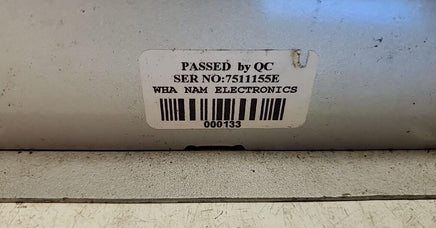 PASSED by QC
SER NO:7511155E
WHA NAM ELECTRONICS
000133